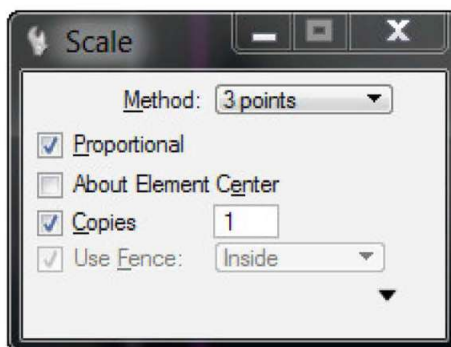 Scale
Method: 3 points
Proportional
About Element Center
Copies 1
Use Fence: Inside